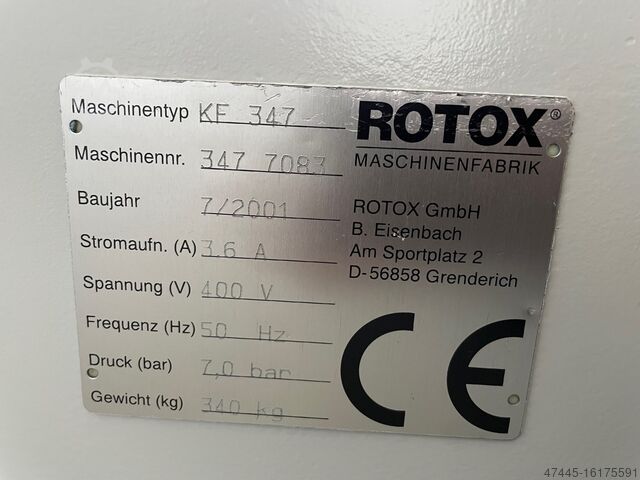 Maschinentyp KF 347
Maschinennr. 347 7083
Baujahr 7/2001
Stromaufn. (A) 3.6 A
Spannung (V) 400 V
Frequenz (Hz) 50 Hz
Druck (bar) 7,0 bar
Gewicht (kg) 340 kg
ROTOX®
MASCHINENFABRIK
ROTOX GmbH
B. Eisenbach
Am Sportplatz 2
D-56858 Grenderich
CE
47445-16175591